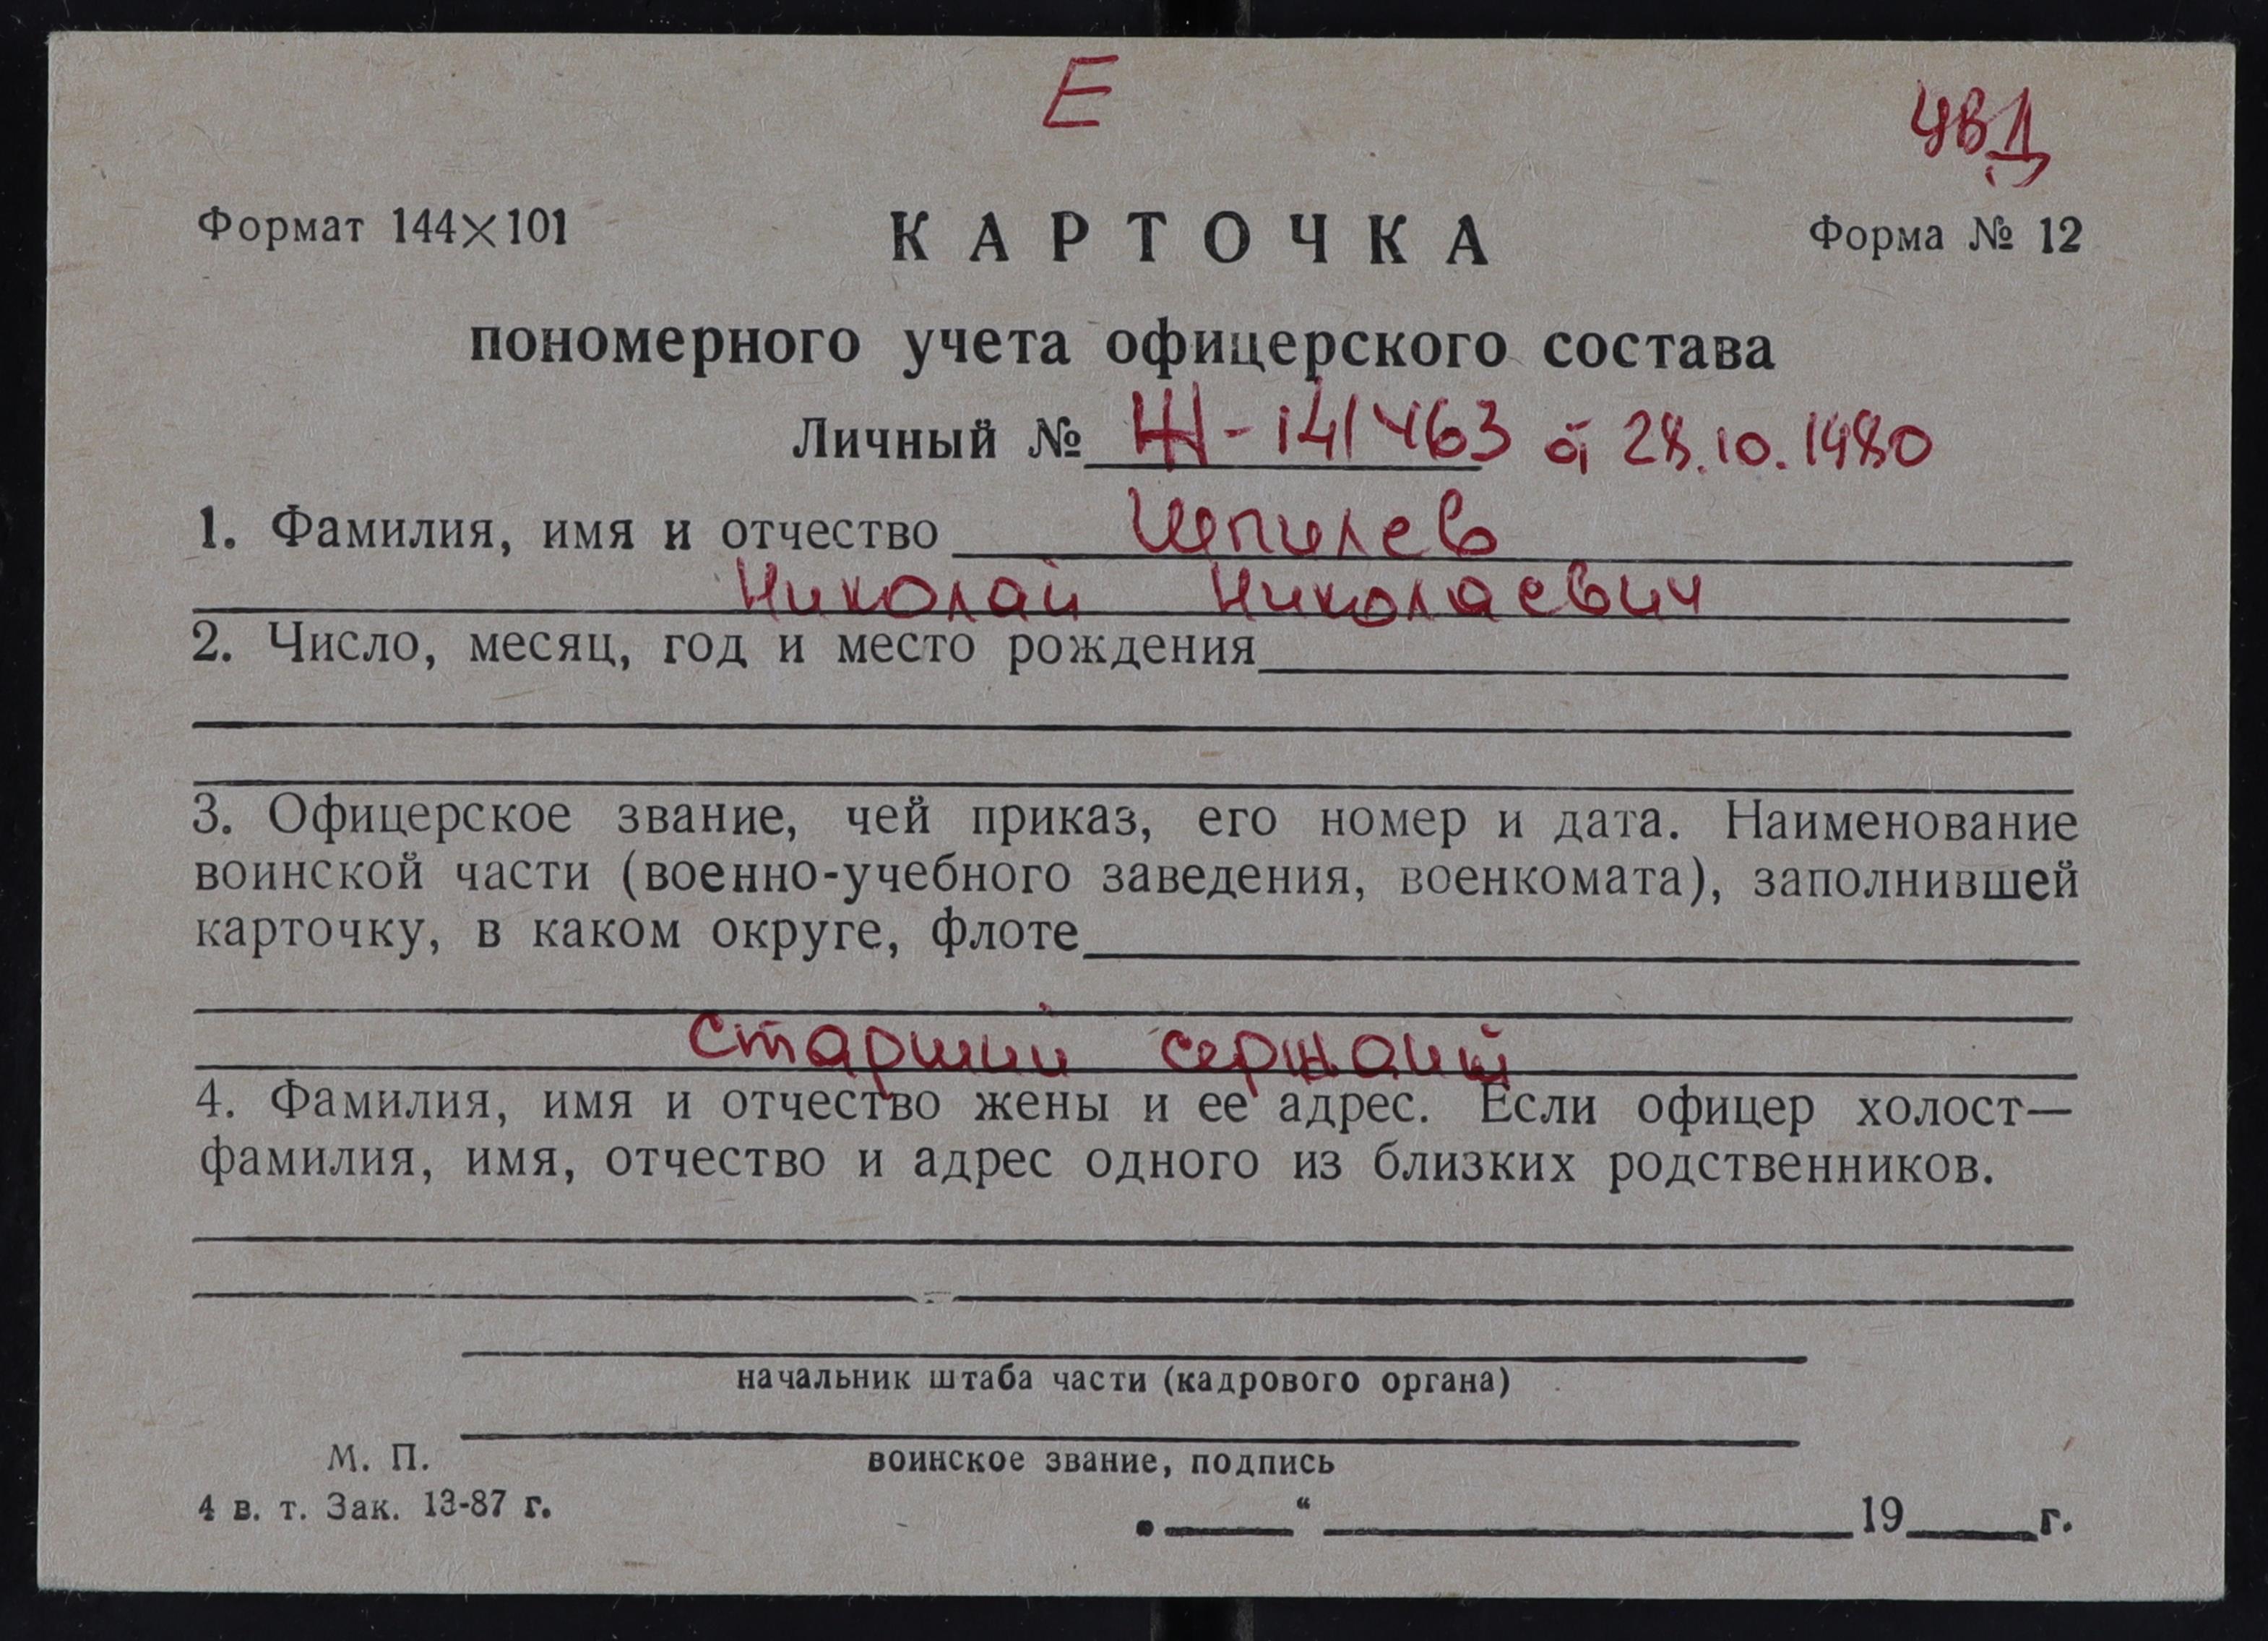 Е
УВД
Формат 144×101
КАРТОЧКА
Форма № 12
пономерного учета офицерского состава
Личный № Ж-141463 от 28.10.1980
1. Фамилия, имя и отчество Шпилев
Николай Николаевич
2. Число, месяц, год и место рождения
3. Офицерское звание, чей приказ, его номер и дата. Наименование
воинской части (военно-учебного заведения, военкомата), заполнившей
карточку, в каком округе, флоте
Старший сержант
4. Фамилия, имя и отчество жены и ее адрес. Если офицер холост—
фамилия, имя, отчество и адрес одного из близких родственников.
начальник штаба части (кадрового органа)
М. П.
воинское звание, подпись
4 в. т. Зак. 13-87 г.
„ “ 19 г.